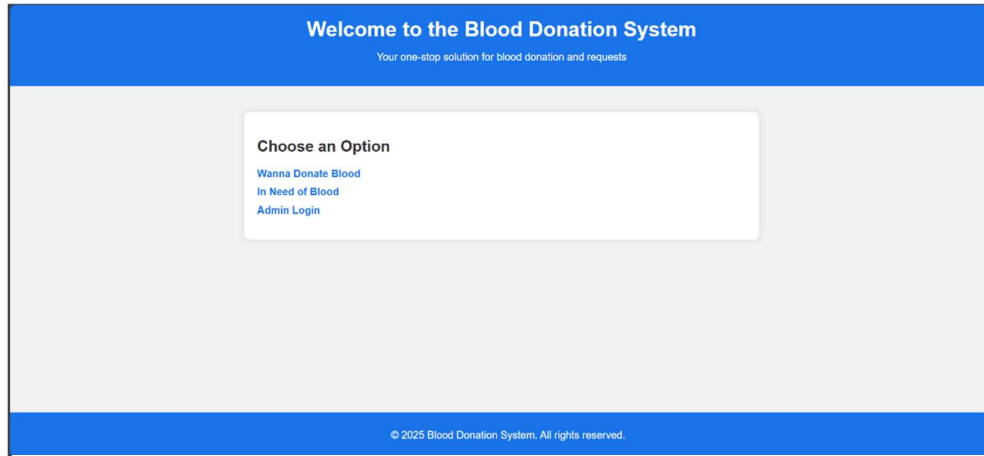 Welcome to the Blood Donation System
Your one-stop solution for blood donation and requests
Choose an Option
Wanna Donate Blood
In Need of Blood
Admin Login
© 2025 Blood Donation System. All rights reserved.